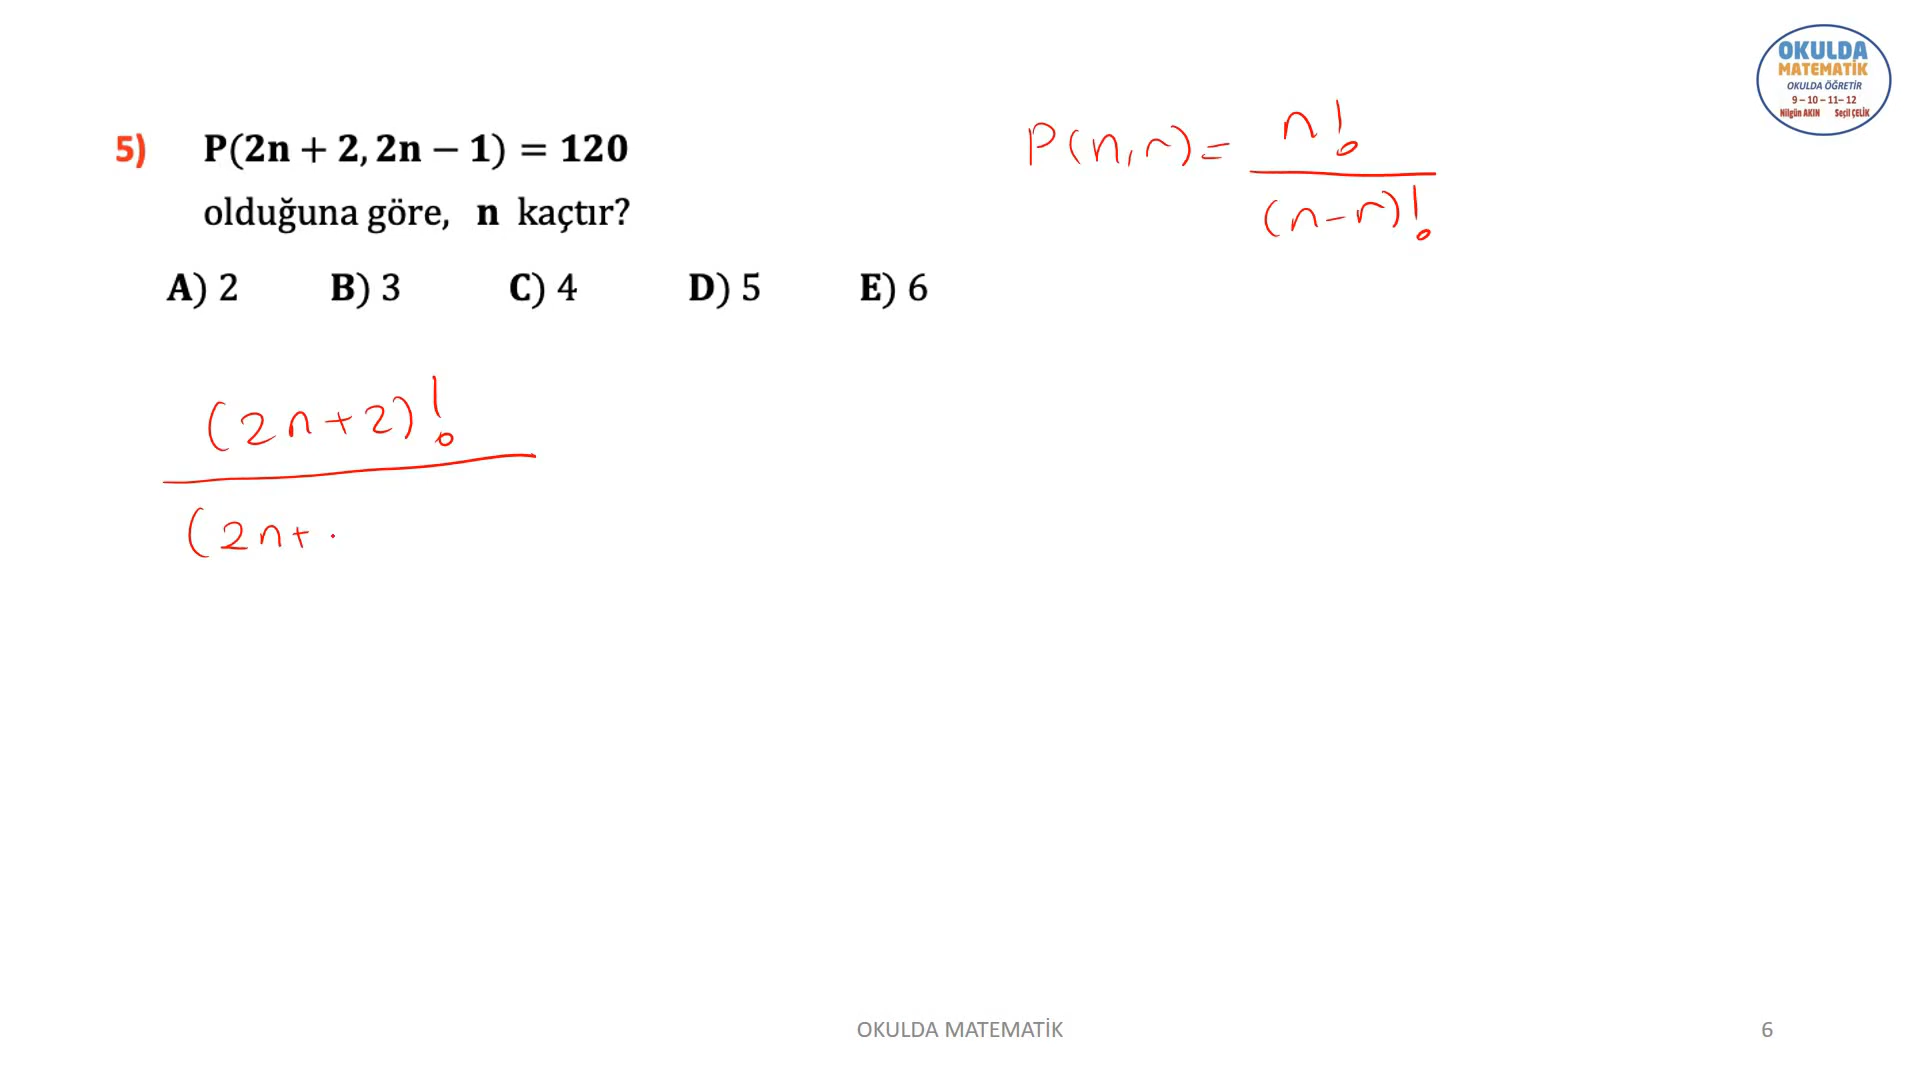 OKULDA
MATEMATİK
OKULDA ÖĞRETİR
9 – 10 – 11– 12
Nilgün AKIN Seçil ÇELİK
5) P(2n + 2, 2n − 1) = 120
olduğuna göre, n kaçtır?
A) 2 B) 3 C) 4 D) 5 E) 6
P(n,r)= n!
(n-r)!
(2n+2)!
(2n+ .
OKULDA MATEMATİK
6